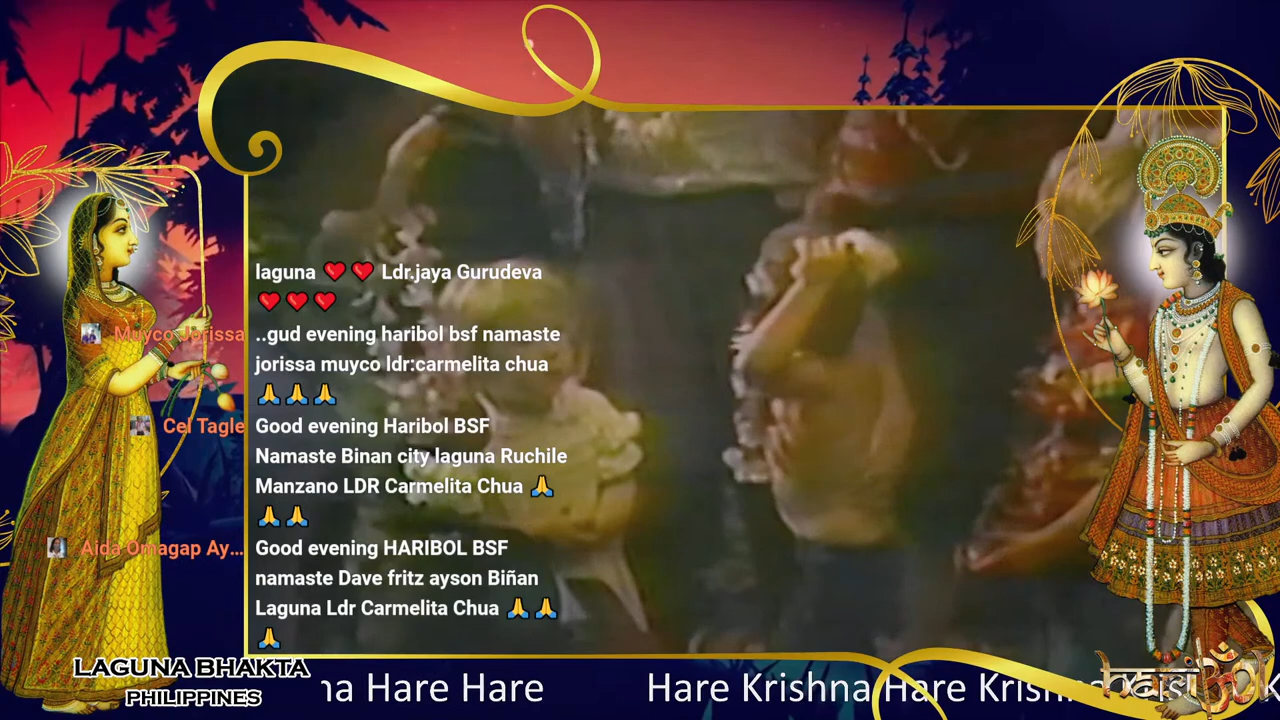 laguna ❤️❤️ Ldr.jaya Gurudeva
❤️❤️❤️
Muyco Jorissa ..gud evening haribol bsf namaste
jorissa muyco ldr:carmelita chua
🙏🙏🙏
Cel Tagle Good evening Haribol BSF
Namaste Binan city laguna Ruchile
Manzano LDR Carmelita Chua 🙏
🙏🙏
Aida Omagap Ay... Good evening HARIBOL BSF
namaste Dave fritz ayson Biñan
Laguna Ldr Carmelita Chua 🙏🙏
🙏
LAGUNA BHAKTA
PHILIPPINES
na Hare Hare Hare Krishna Hare Krishna